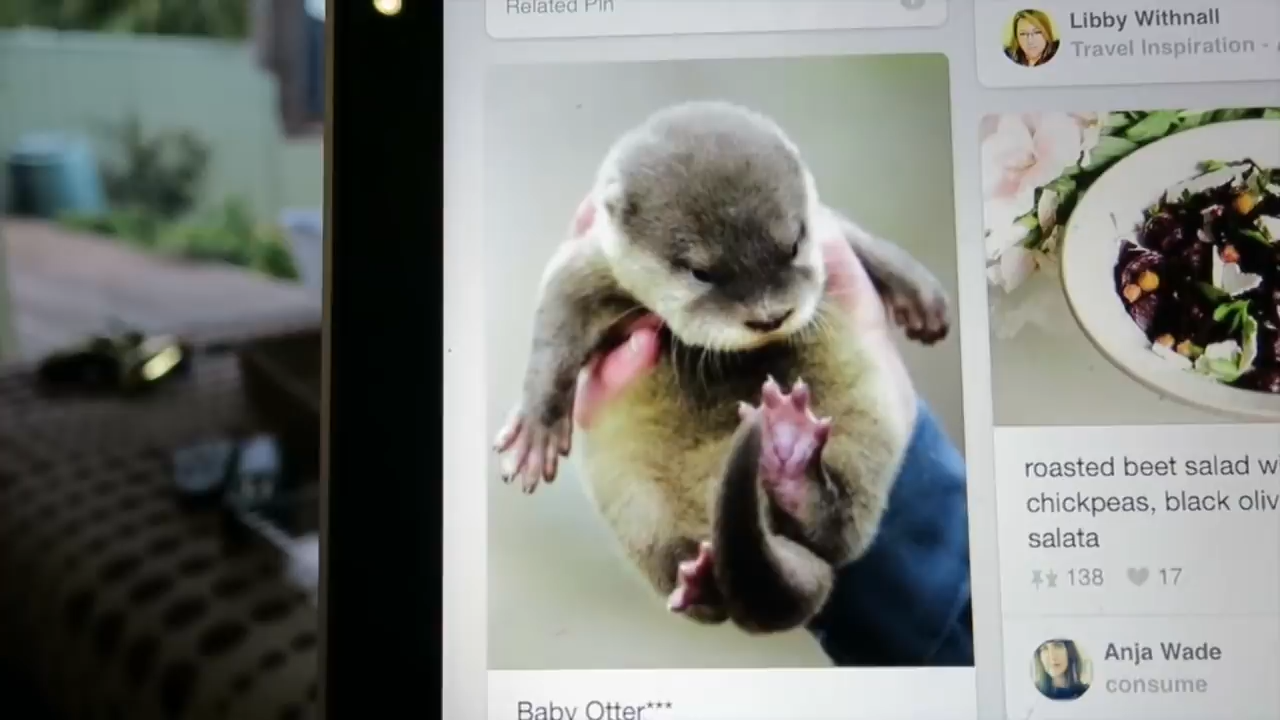 Related Pin
Baby Otter***
Libby Withnall
Travel Inspiration -
roasted beet salad wi
chickpeas, black oliv
salata
138
17
Anja Wade
consume